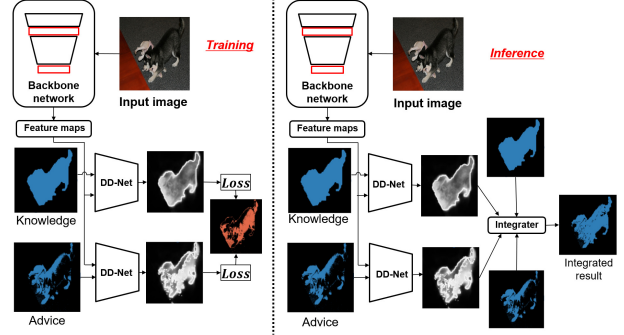 Training
Backbone
network
Input image
Feature maps
Knowledge
DD-Net
Loss
Advice
DD-Net
Loss
Inference
Backbone
network
Input image
Feature maps
Knowledge
DD-Net
Integrater
Integrated
result
Advice
DD-Net